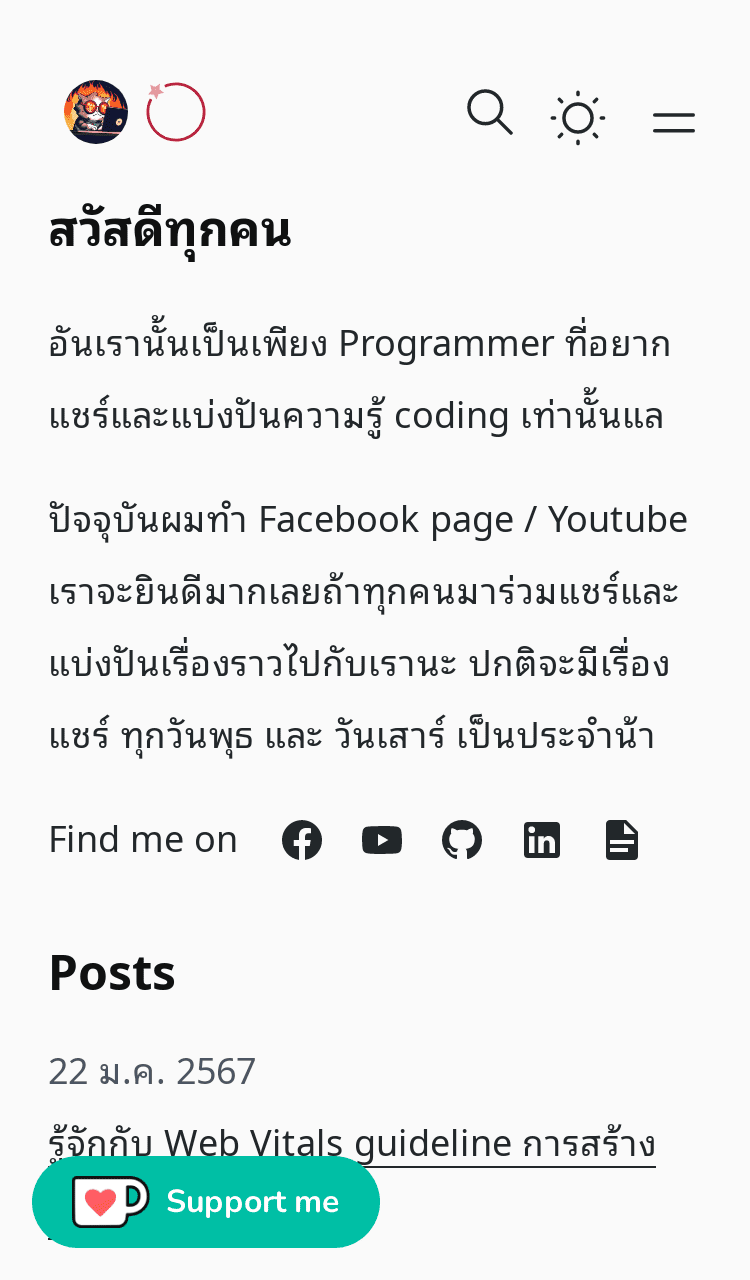 สวัสดีทุกคน
อันเรานั้นเป็นเพียง Programmer ที่อยาก
แชร์และแบ่งปันความรู้ coding เท่านั้นแล
ปัจจุบันผมทำ Facebook page / Youtube
เราจะยินดีมากเลยถ้าทุกคนมาร่วมแชร์และ
แบ่งปันเรื่องราวไปกับเรานะ ปกติจะมีเรื่อง
แชร์ ทุกวันพุธ และ วันเสาร์ เป็นประจำน้า
Find me on
Posts
22 ม.ค. 2567
รู้จักกับ Web Vitals guideline การสร้าง
Support me